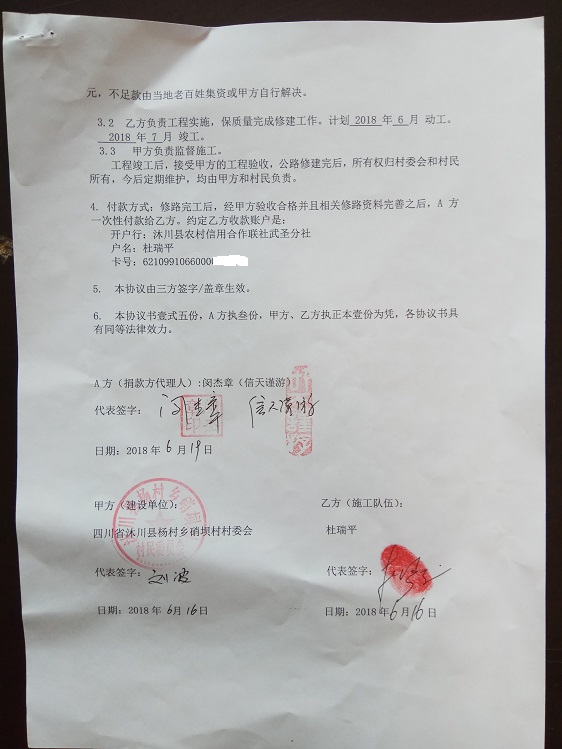 元，不足款由当地老百姓集资或甲方自行解决。
3.2 乙方负责工程实施，保质量完成修建工作。计划 2018 年 6 月 动工。
2018 年 7 月 竣工。
3.3 甲方负责监督施工。
工程竣工后，接受甲方的工程验收，公路修建完后，所有权归村委会和村民
所有，今后定期维护，均由甲方和村民负责。
4. 付款方式：修路完工后，经甲方验收合格并且相关修路资料完善之后，A 方
一次性付款给乙方。约定乙方收款账户是：
开户行：沐川县农村信用合作联社武圣分社
户名：杜瑞平
卡号：6210991066000
5. 本协议由三方签字/盖章生效。
6. 本协议书壹式五份，A 方执叁份，甲方、乙方执正本壹份为凭，各协议书具
有同等法律效力。
A 方（捐款方代理人）:闵杰章（信天谨游）
代表签字： 闵杰章 信天谨游
日期：2018 年 6 月 19 日
甲方（建设单位）： 乙方（施工队伍）：
四川省沐川县杨村乡硝坝村村委会 杜瑞平
代表签字：刘波 代表签字：
日期：2018 年 6月 16 日 日期：2018 年 6月 16 日